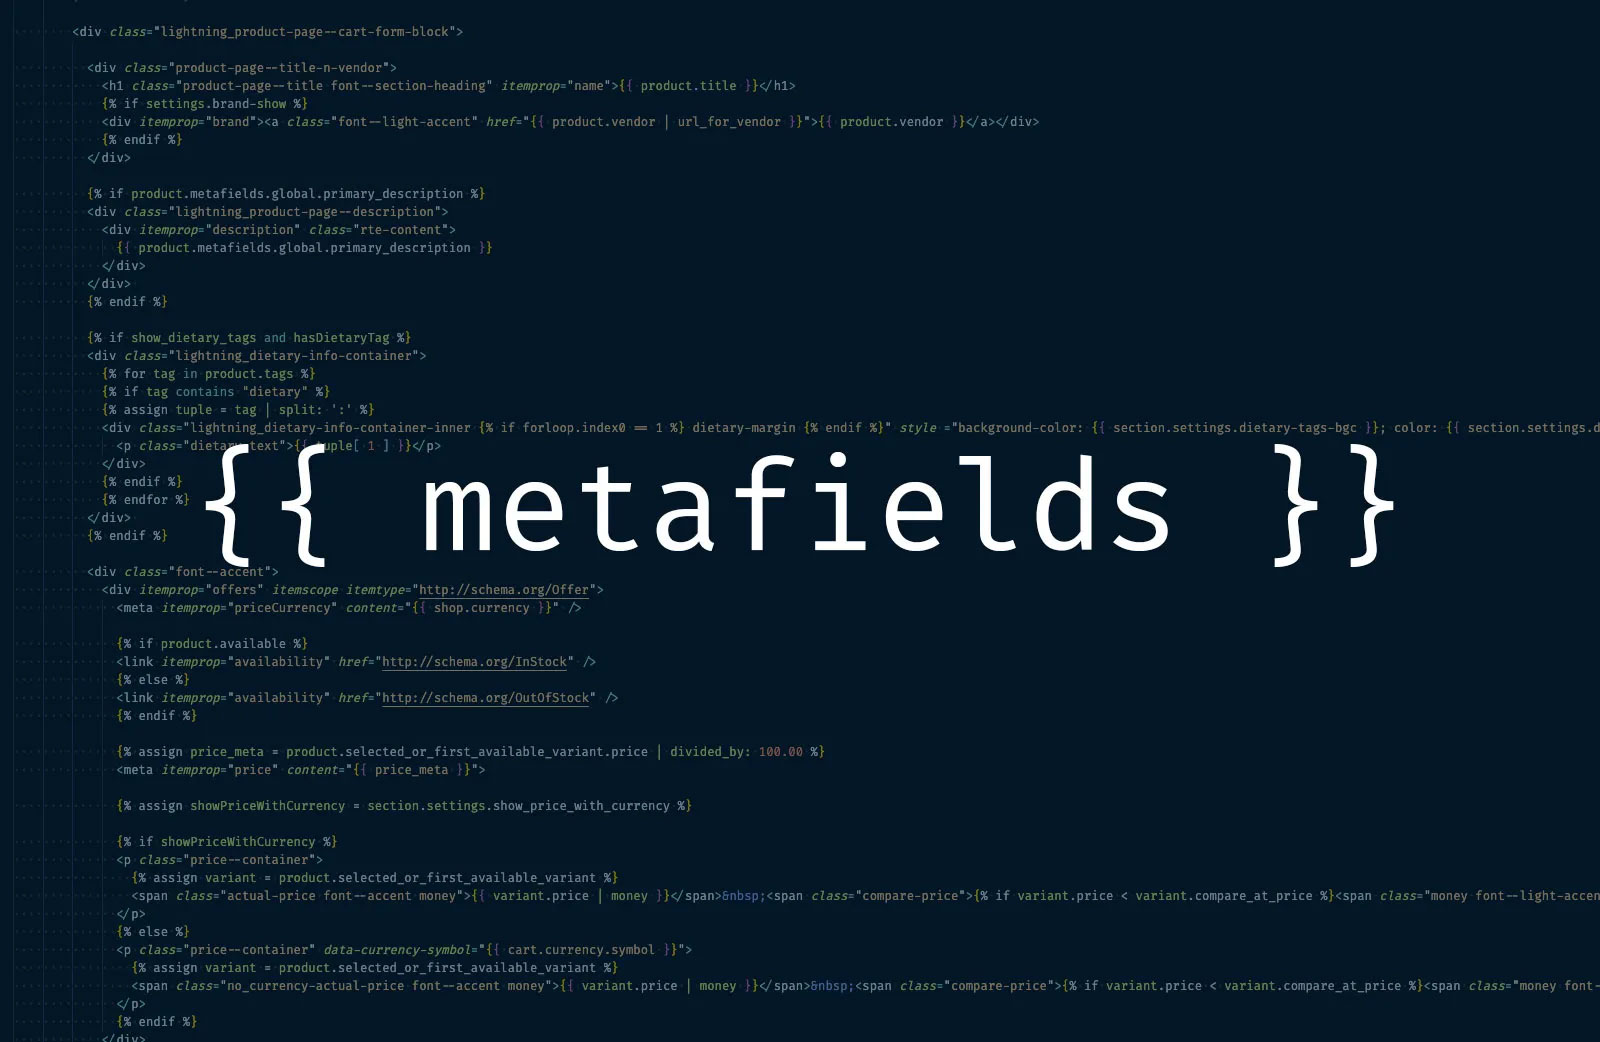 <div class="lightning_product-page--cart-form-block">
<div class="product-page--title-n-vendor">
<h1 class="product-page--title font--section-heading" itemprop="name">{{ product.title }}</h1>
{% if settings.brand-show %}
<div itemprop="brand"><a class="font--light-accent" href="{{ product.vendor | url_for_vendor }}">{{ product.vendor }}</a></div>
{% endif %}
</div>
{% if product.metafields.global.primary_description %}
<div class="lightning_product-page--description">
<div itemprop="description" class="rte-content">
{{ product.metafields.global.primary_description }}
</div>
</div>
{% endif %}
{% if show_dietary_tags and hasDietaryTag %}
<div class="lightning_dietary-info-container">
{% for tag in product.tags %}
{% if tag contains "dietary" %}
{% assign tuple = tag | split: ':' %}
<div class="lightning_dietary-info-container-inner {% if forloop.index0 == 1 %} dietary-margin {% endif %}" style ="background-color: {{ section.settings.dietary-tags-bgc }}; color: {{ section.settings.d
<p class="dietary-text">{{ tuple[ 1 ] }}</p>
</div>
{% endif %}
{% endfor %}
</div>
{% endif %}
{{ metafields }}
<div class="font--accent">
<div itemprop="offers" itemscope itemtype="http://schema.org/Offer">
<meta itemprop="priceCurrency" content="{{ shop.currency }}" />
{% if product.available %}
<link itemprop="availability" href="http://schema.org/InStock" />
{% else %}
<link itemprop="availability" href="http://schema.org/OutOfStock" />
{% endif %}
{% assign price_meta = product.selected_or_first_available_variant.price | divided_by: 100.00 %}
<meta itemprop="price" content="{{ price_meta }}">
{% assign showPriceWithCurrency = section.settings.show_price_with_currency %}
{% if showPriceWithCurrency %}
<p class="price--container">
{% assign variant = product.selected_or_first_available_variant %}
<span class="actual-price font--accent money">{{ variant.price | money }}</span>&nbsp;<span class="compare-price">{% if variant.price < variant.compare_at_price %}<span class="money font--light-accen
</p>
{% else %}
<p class="price--container" data-currency-symbol="{{ cart.currency.symbol }}">
{% assign variant = product.selected_or_first_available_variant %}
<span class="no_currency-actual-price font--accent money">{{ variant.price | money }}</span>&nbsp;<span class="compare-price">{% if variant.price < variant.compare_at_price %}<span class="money font-
</p>
{% endif %}
</div>